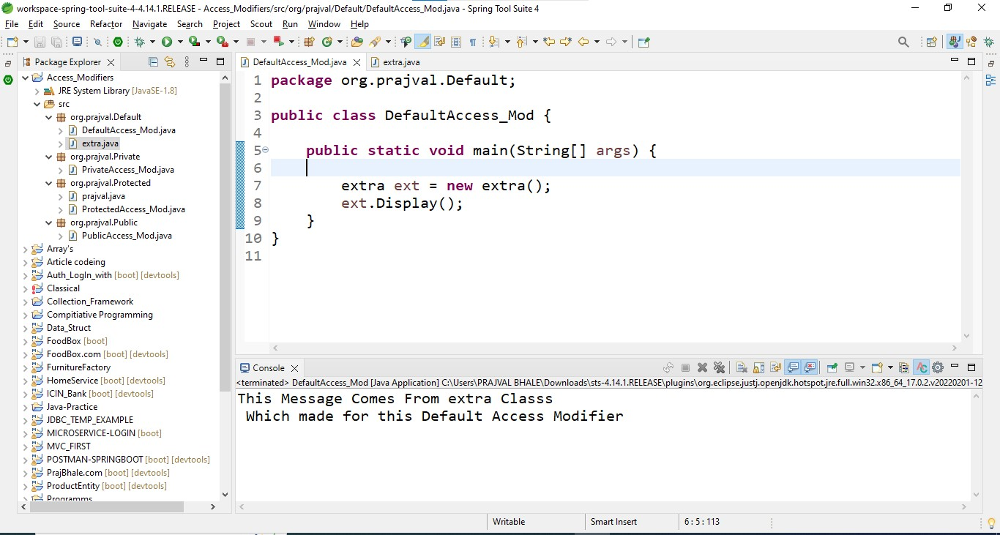 workspace-spring-tool-suite-4-4.14.1.RELEASE - Access_Modifiers/src/org/prajval/Default/DefaultAccess_Mod.java - Spring Tool Suite 4
File Edit Source Refactor Navigate Search Project Scout Run Window Help
Package Explorer
Access_Modifiers
JRE System Library [JavaSE-1.8]
src
org.prajval.Default
DefaultAccess_Mod.java
extra.java
org.prajval.Private
PrivateAccess_Mod.java
org.prajval.Protected
prajval.java
ProtectedAccess_Mod.java
org.prajval.Public
PublicAccess_Mod.java
Array's
Article codeing
Auth_LogIn_with [boot] [devtools]
Classical
Collection_Framework
Compitiative Programming
Data_Struct
FoodBox [boot]
FoodBox.com [boot] [devtools]
FurnitureFactory
HomeService [boot] [devtools]
ICIN_Bank [boot] [devtools]
Java-Practice
JDBC_TEMP_EXAMPLE
MICROSERVICE-LOGIN [boot]
MVC_FIRST
POSTMAN-SPRINGBOOT [boot] [devtools]
PrajBhale.com [boot] [devtools]
ProductEntity [boot] [devtools]
Programms
DefaultAccess_Mod.java extra.java
1 package org.prajval.Default;
2
3 public class DefaultAccess_Mod {
4
5 public static void main(String[] args) {
6
7 extra ext = new extra();
8 ext.Display();
9 }
10 }
11
Console
<terminated> DefaultAccess_Mod [Java Application] C:\Users\PRAJVAL BHALE\Downloads\sts-4.14.1.RELEASE\plugins\org.eclipse.justj.openjdk.hotspot.jre.full.win32.x86_64_17.0.2.v20220201-12
This Message Comes From extra Classs
Which made for this Default Access Modifier
Writable Smart Insert 6 : 5 : 113